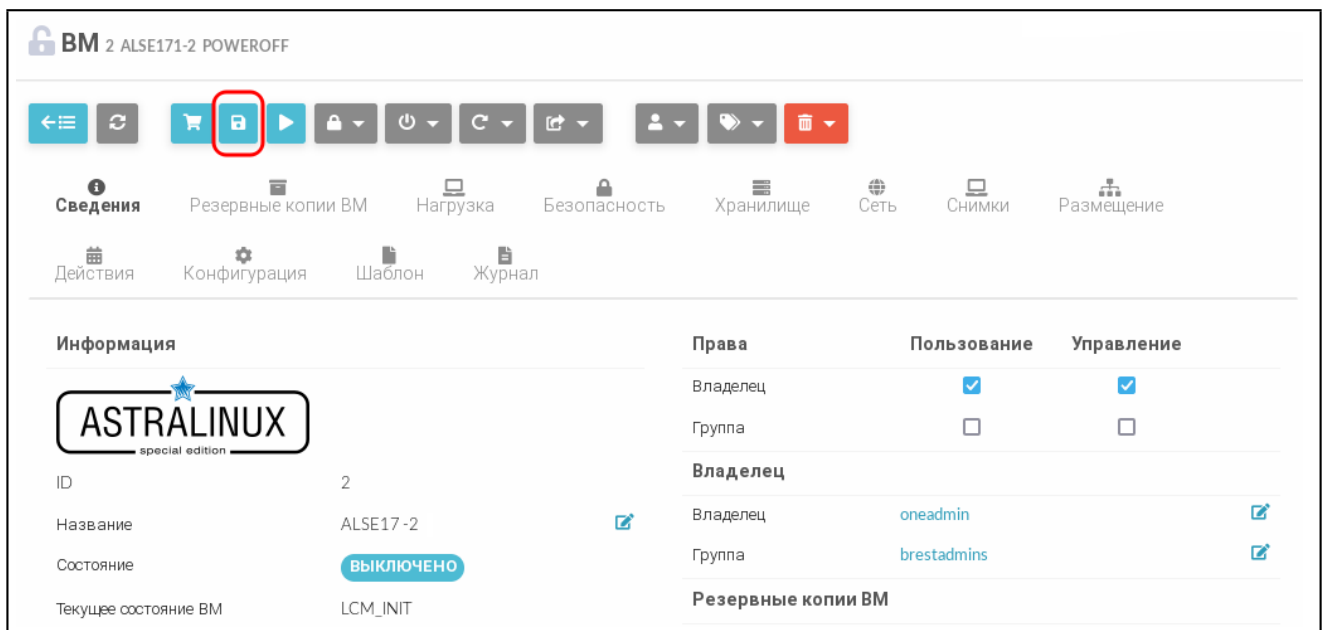 ВМ 2 ALSE171-2 POWEROFF
Сведения Резервные копии ВМ Нагрузка Безопасность Хранилище Сеть Снимки Размещение
Действия Конфигурация Шаблон Журнал
Информация
ASTRALINUX
special edition
ID 2
Название ALSE17 -2
Состояние ВЫКЛЮЧЕНО
Текущее состояние ВМ LCM_INIT
Права Пользование Управление
Владелец
Группа
Владелец
Владелец oneadmin
Группа brestadmins
Резервные копии ВМ